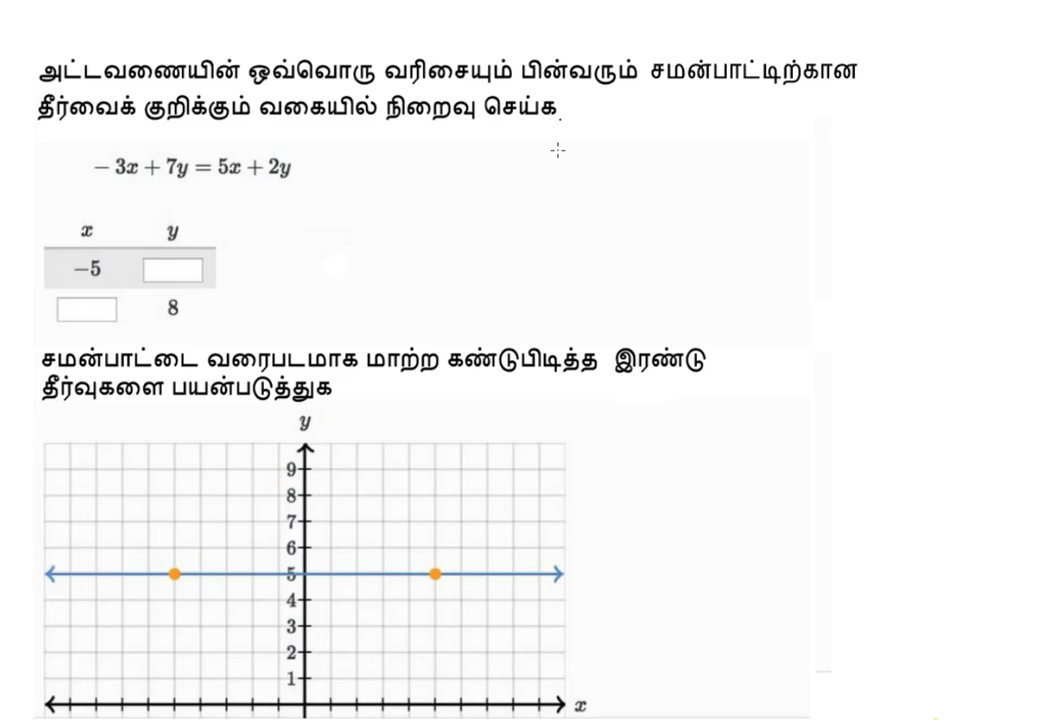 அட்டவணையின் ஒவ்வொரு வரிசையும் பின்வரும் சமன்பாட்டிற்கான
தீர்வைக் குறிக்கும் வகையில் நிறைவு செய்க.
− 3x + 7y = 5x + 2y
x y
−5
8
சமன்பாட்டை வரைபடமாக மாற்ற கண்டுபிடித்த இரண்டு
தீர்வுகளை பயன்படுத்துக
y
9
8
7
6
5
4
3
2
1
x